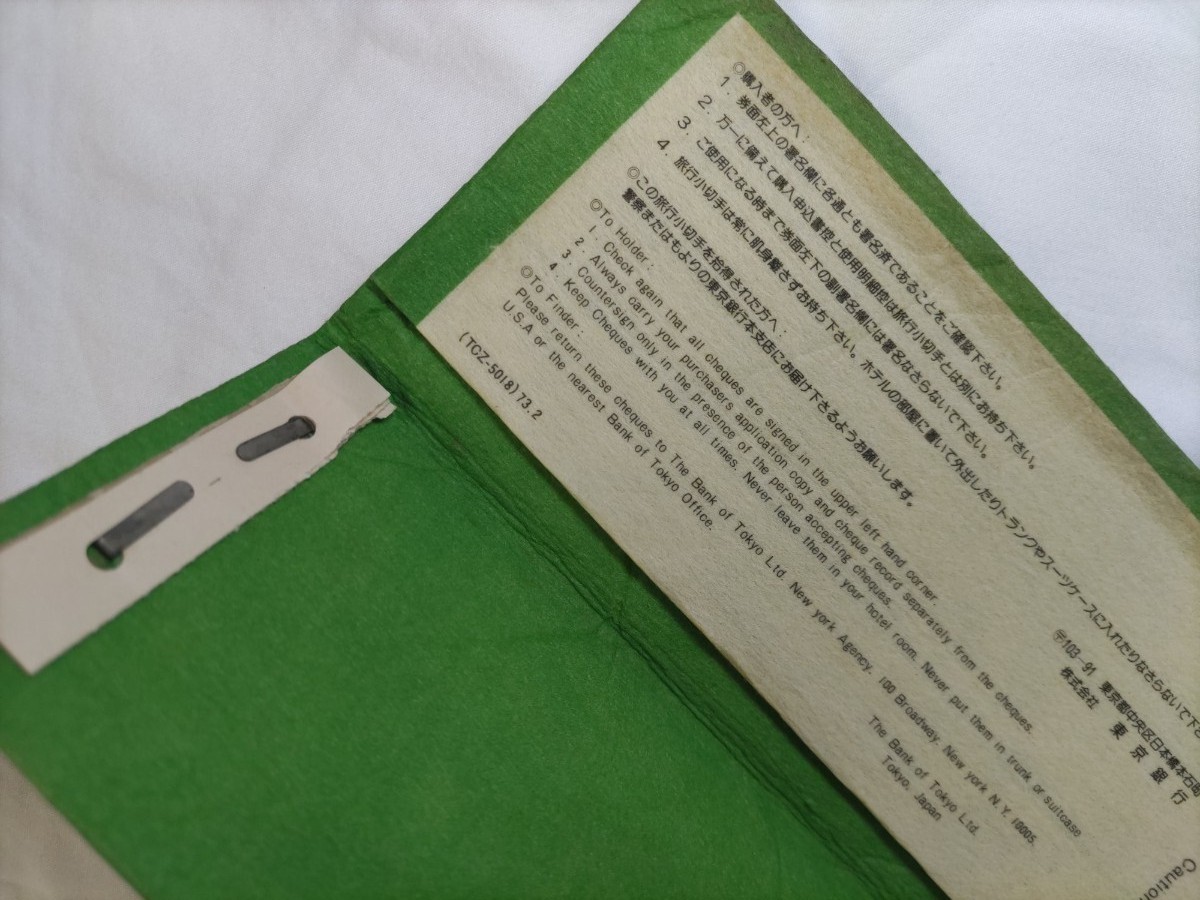 ◎購入者の方へ:
1. 券面左上の署名欄に各通とも署名済であることをご確認下さい。
2. 万一に備えて購入申込書控と使用明細控は旅行小切手とは別にお持ち下さい。
3. ご使用になる時まで券面左下の副署名欄には署名なさらないで下さい。
4. 旅行小切手は常に肌身離さずお持ち下さい。ホテルの部屋に置いて外出したりトランクやスーツケースに入れたりなさらないで下さ
◎この旅行小切手を拾得された方へ:
警察またはもよりの東京銀行本支店にお届け下さるようお願いします。
〒103-91 東京都中央区日本橋本石町
株式会社 東京銀行
◎To Holder:
1. Check again that all cheques are signed in the upper left hand corner.
2. Always carry your purchasers application copy and cheque record separately from the cheques.
3. Countersign only in the presence of the person accepting cheques.
4. Keep Cheques with you at all times. Never leave them in your hotel room. Never put them in trunk or suitcase
◎To Finder:
Please return these cheques to The Bank of Tokyo Ltd. New york Agency. 100 Broadway. New york N.Y. 10005.
U.S.A or the nearest Bank of Tokyo Office.
The Bank of Tokyo Ltd.
Tokyo. Japan
(TCZ-5018) 73.2
Caution